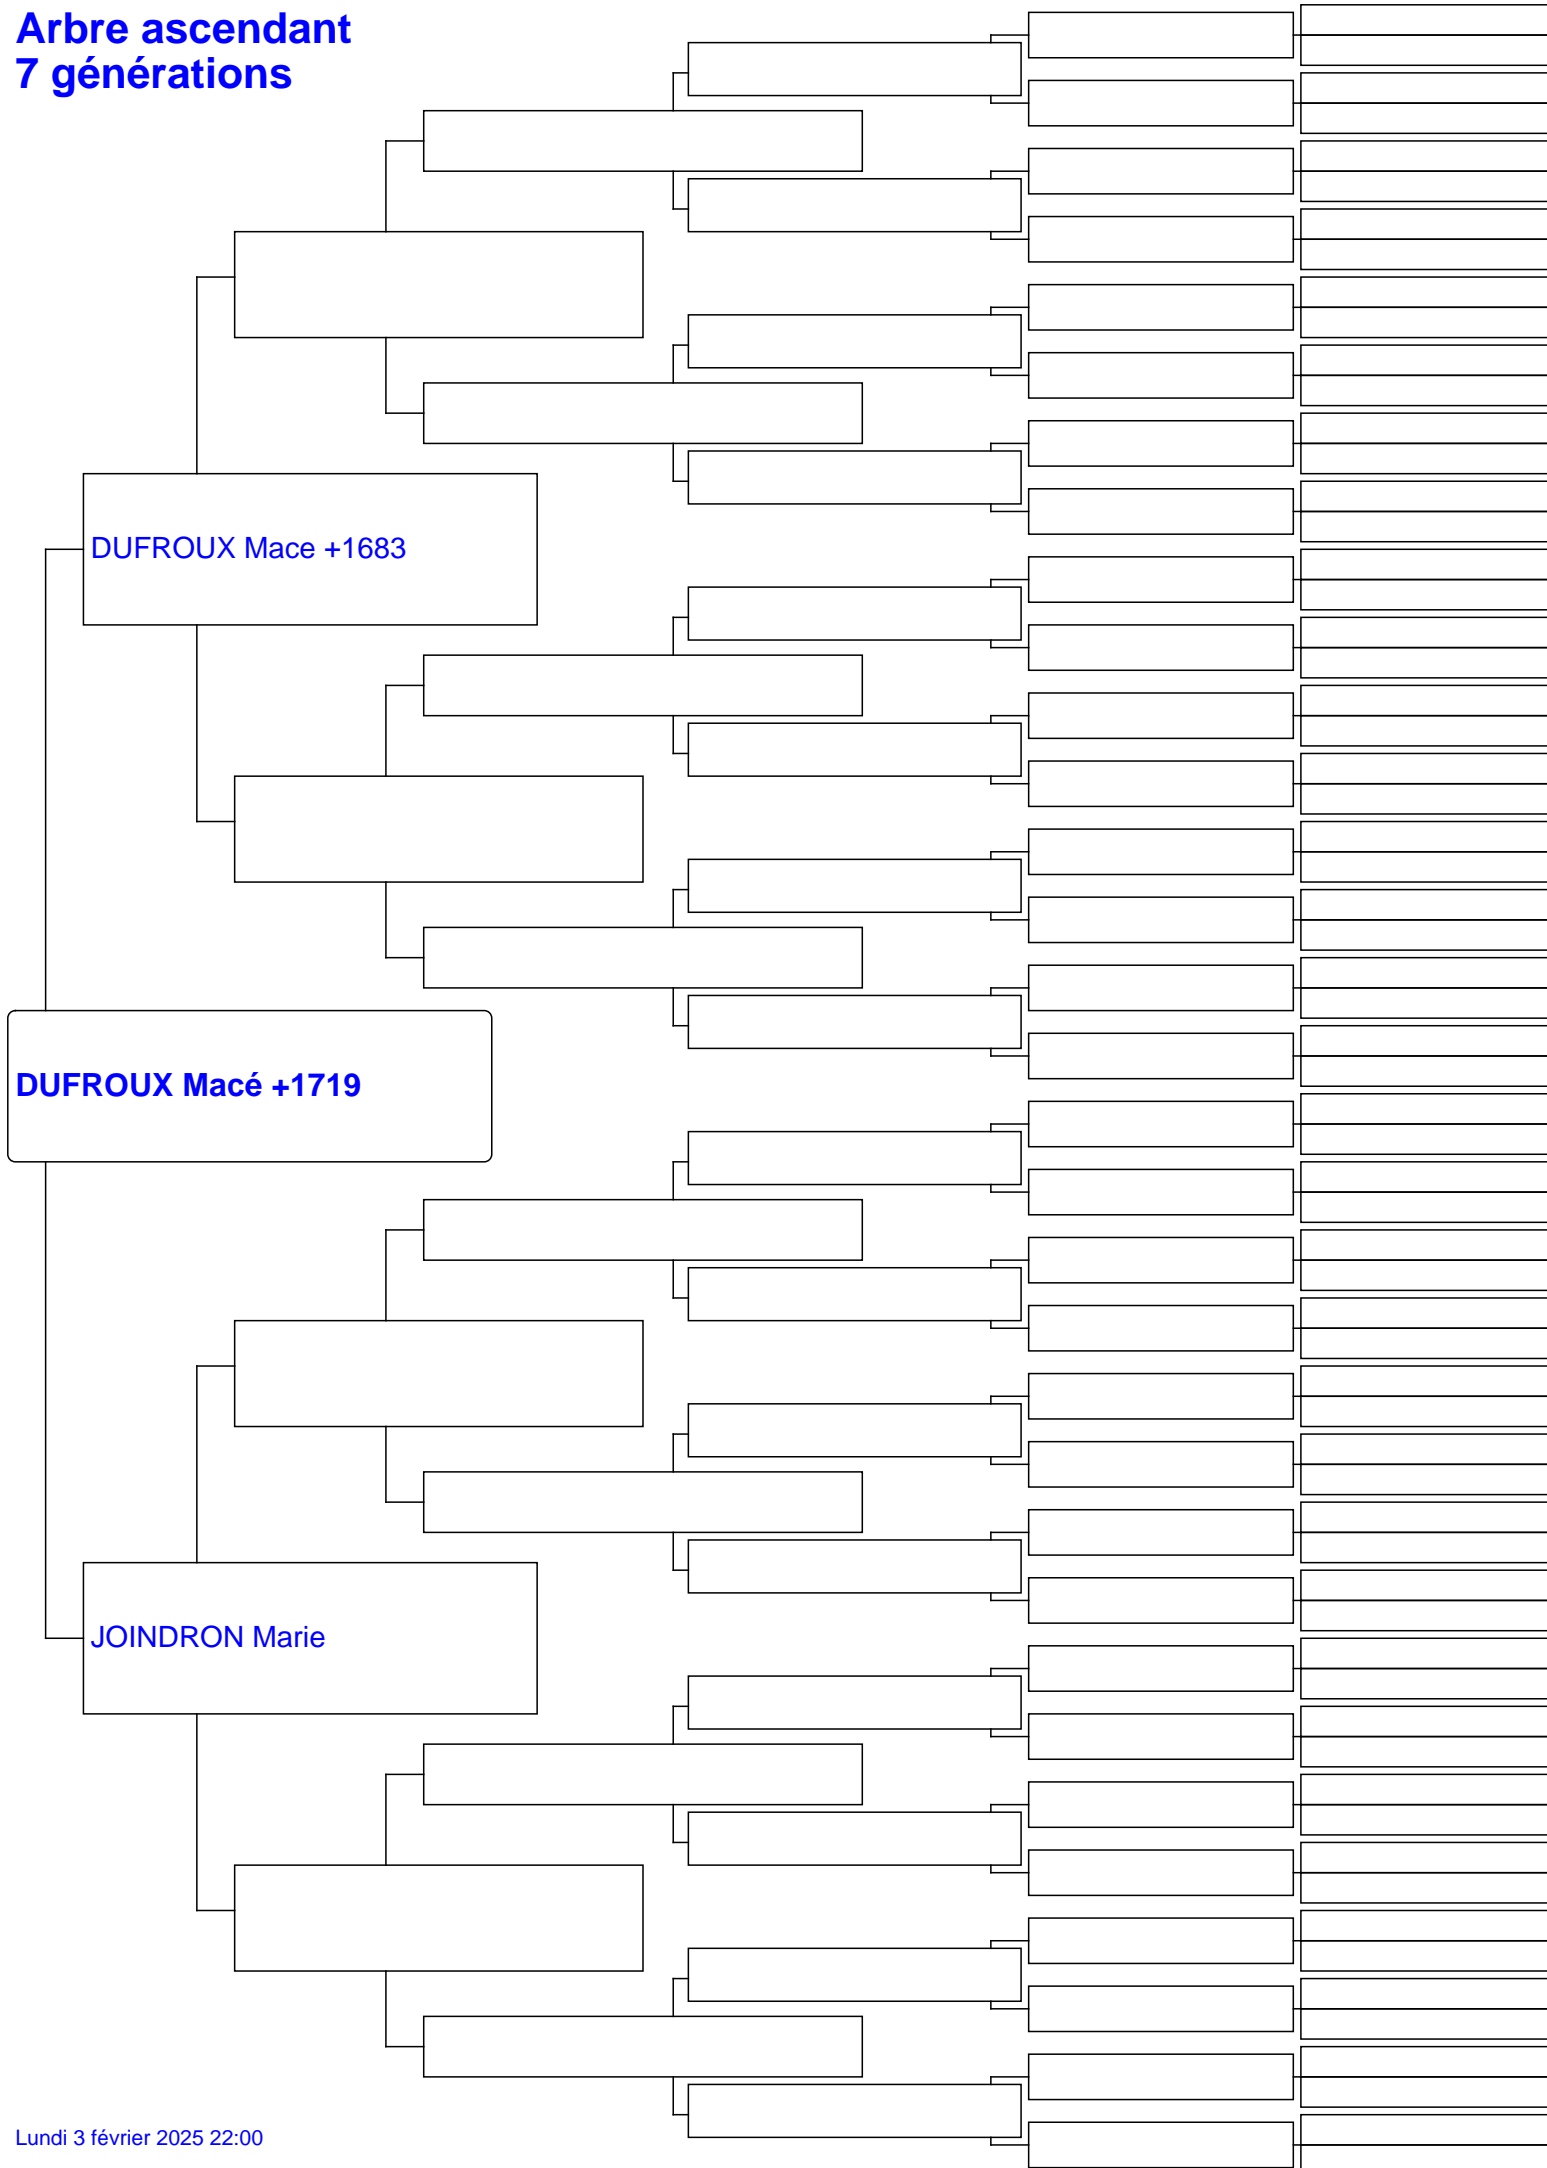 Arbre ascendant
7 générations
DUFROUX Mace +1683
DUFROUX Macé +1719
JOINDRON Marie
Lundi 3 février 2025 22:00